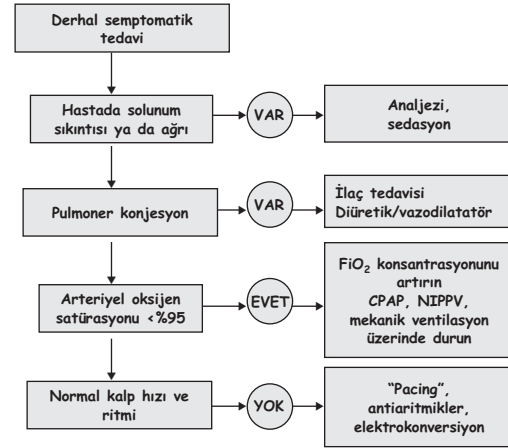 Derhal semptomatik
tedavi
Hastada solunum
sıkıntısı ya da ağrı
VAR
Analjezi,
sedasyon
Pulmoner konjesyon
VAR
İlaç tedavisi
Diüretik/vazodilatatör
Arteriyel oksijen
satürasyonu <%95
EVET
FiO₂ konsantrasyonunu
artırın
CPAP, NIPPV,
mekanik ventilasyon
üzerinde durun
Normal kalp hızı ve
ritmi
YOK
“Pacing”,
antiaritmikler,
elektrokonversiyon